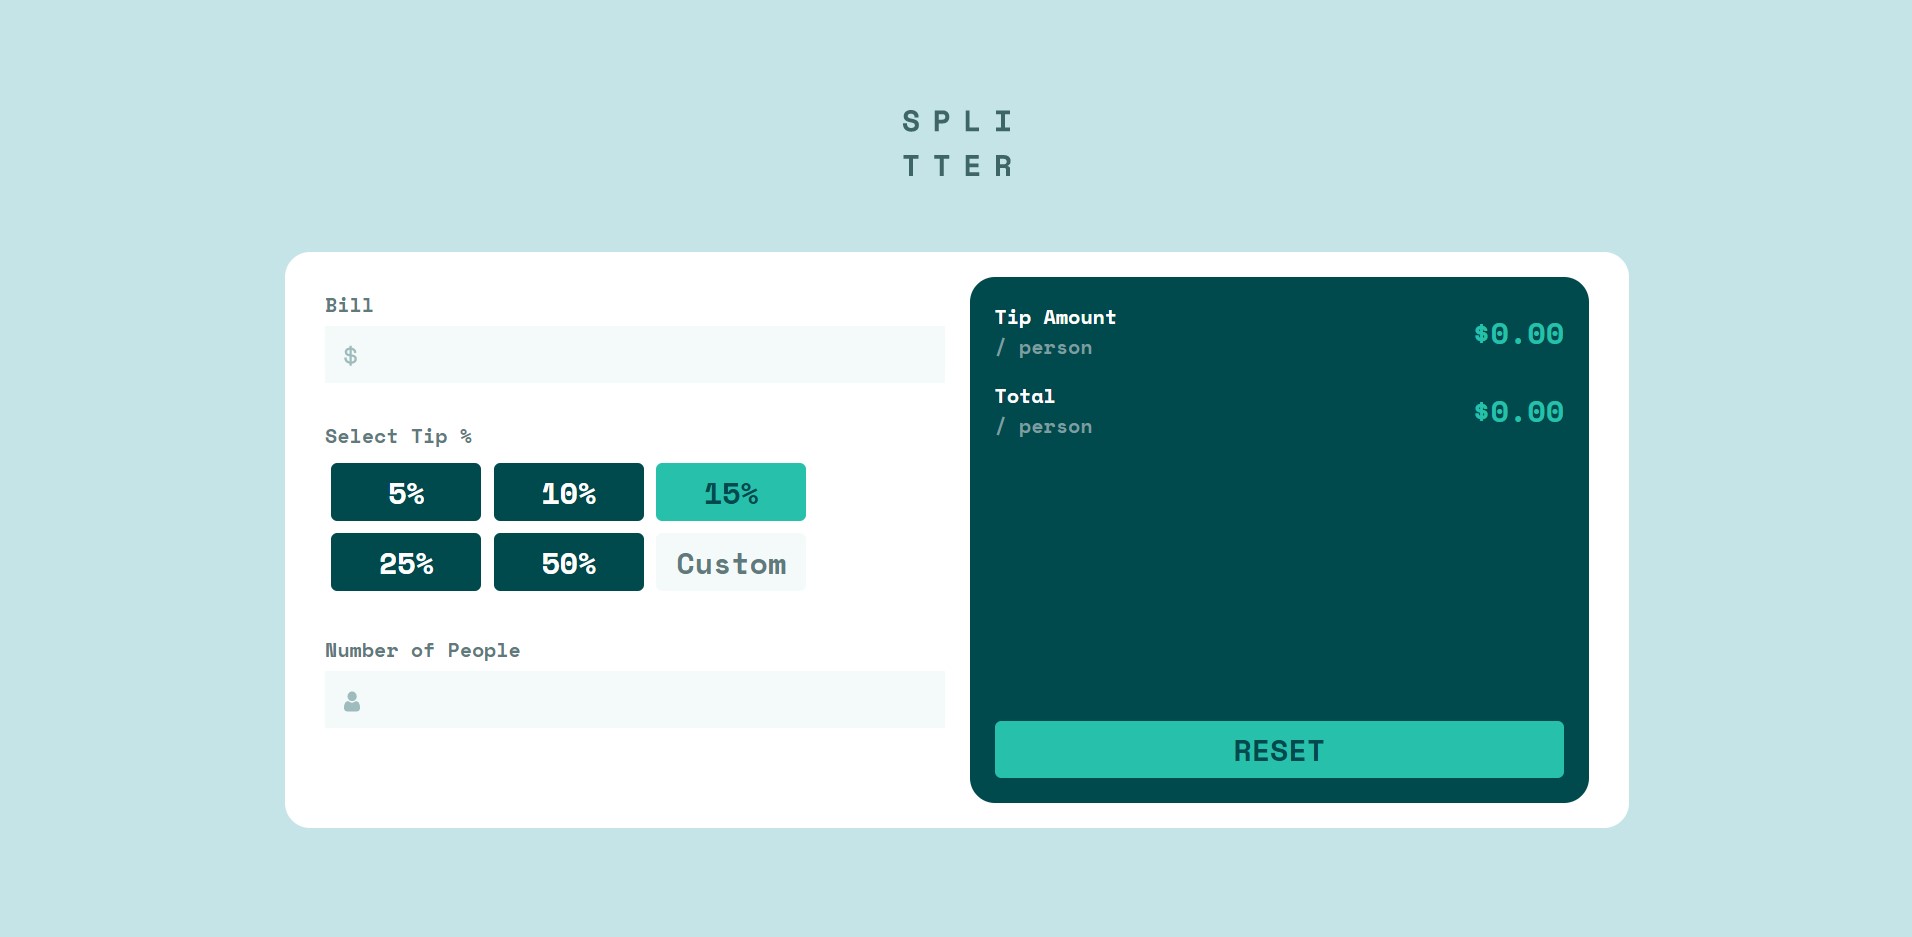 S P L I
T T E R
Bill
$
Select Tip %
5% 10% 15%
25% 50% Custom
Number of People
Tip Amount
/ person
$0.00
Total
/ person
$0.00
RESET